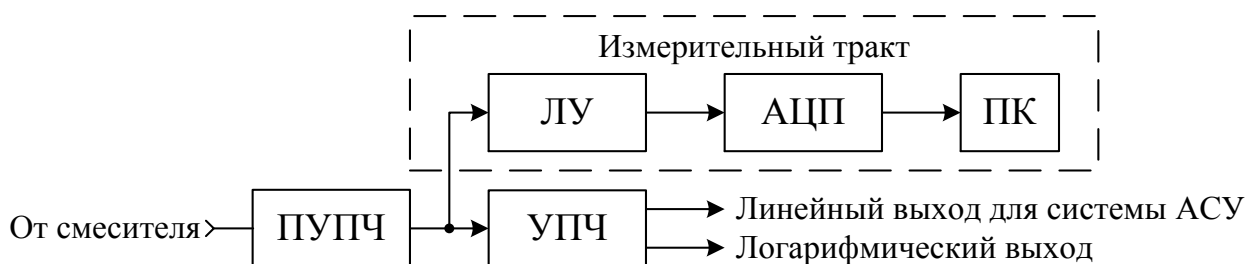 Измерительный тракт
ЛУ
АЦП
ПК
От смесителя
ПУПЧ
УПЧ
Линейный выход для системы АСУ
Логарифмический выход